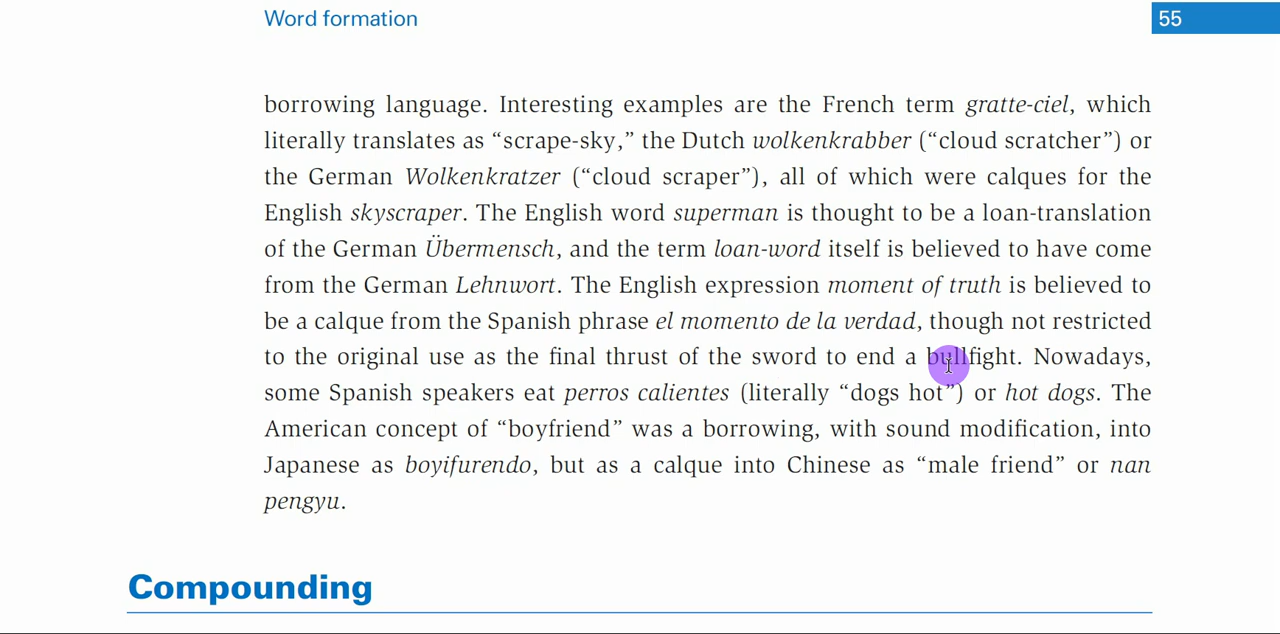 Word formation
55
borrowing language. Interesting examples are the French term gratte-ciel, which
literally translates as “scrape-sky,” the Dutch wolkenkrabber (“cloud scratcher”) or
the German Wolkenkratzer (“cloud scraper”), all of which were calques for the
English skyscraper. The English word superman is thought to be a loan-translation
of the German Übermensch, and the term loan-word itself is believed to have come
from the German Lehnwort. The English expression moment of truth is believed to
be a calque from the Spanish phrase el momento de la verdad, though not restricted
to the original use as the final thrust of the sword to end a bullfight. Nowadays,
some Spanish speakers eat perros calientes (literally “dogs hot”) or hot dogs. The
American concept of “boyfriend” was a borrowing, with sound modification, into
Japanese as boyifurendo, but as a calque into Chinese as “male friend” or nan
pengyu.
Compounding